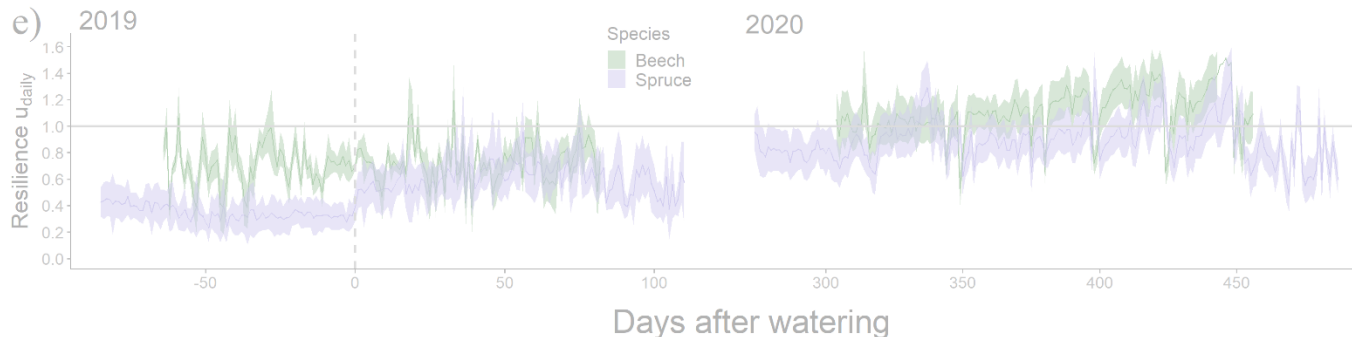 e) 2019
2020
Species
Beech
Spruce
Resilience udaily
1.6
1.4
1.2
1.0
0.8
0.6
0.4
0.2
0.0
-50 0 50 100 300 350 400 450
Days after watering